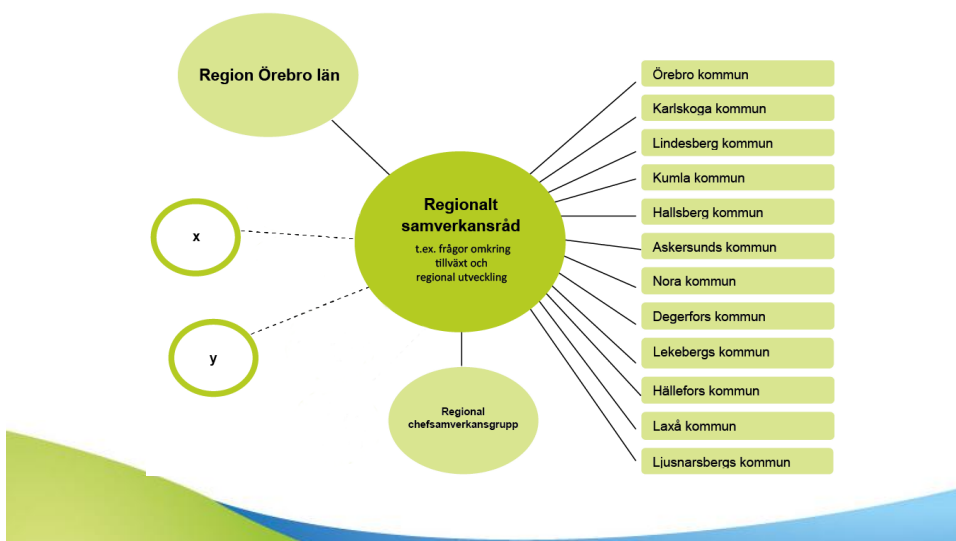 Region Örebro län
Regionalt
samverkansråd
t.ex. frågor omkring
tillväxt och
regional utveckling
x
y
Regional
chefsamverkansgrupp
Örebro kommun
Karlskoga kommun
Lindesberg kommun
Kumla kommun
Hallsberg kommun
Askersunds kommun
Nora kommun
Degerfors kommun
Lekebergs kommun
Hällefors kommun
Laxå kommun
Ljusnarsbergs kommun